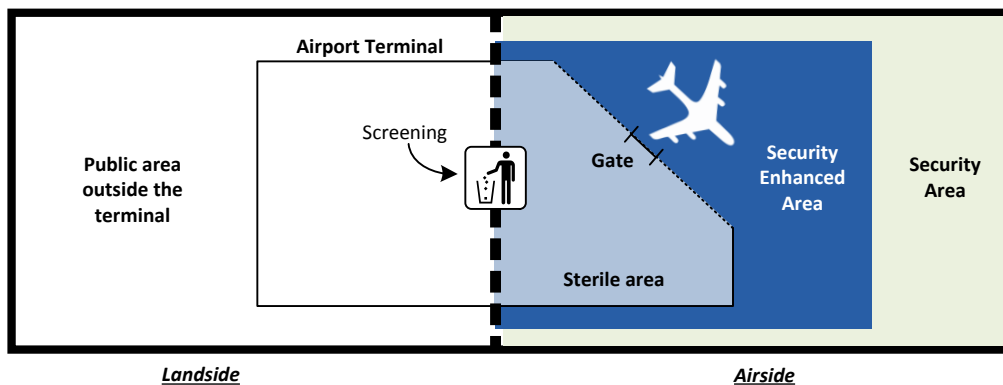 Airport Terminal
Screening
Public area
outside the
terminal
Gate
Security
Enhanced
Area
Security
Area
Sterile area
Landside
Airside